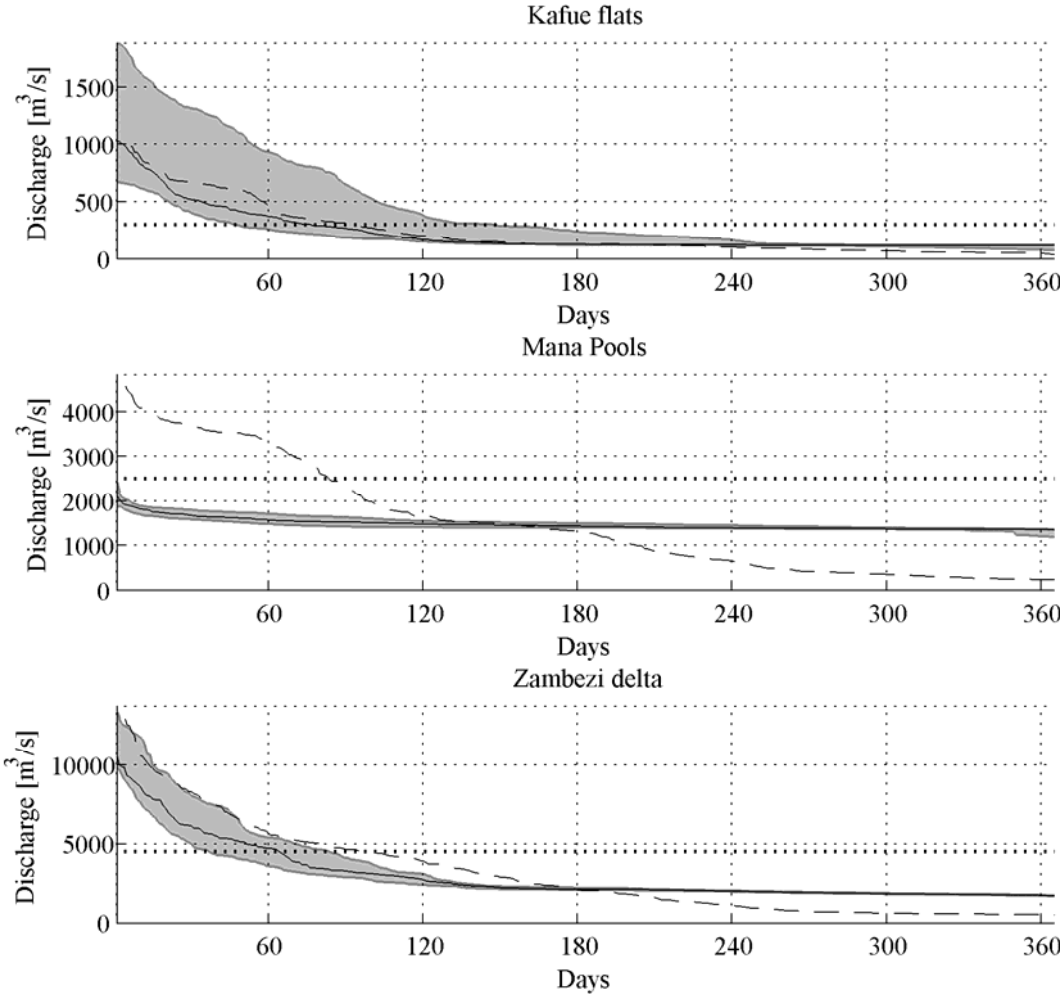 Kafue flats
Discharge [m³/s]
1500
1000
500
0
60 120 180 240 300 360
Days
Mana Pools
Discharge [m³/s]
4000
3000
2000
1000
0
60 120 180 240 300 360
Days
Zambezi delta
Discharge [m³/s]
10000
5000
0
60 120 180 240 300 360
Days